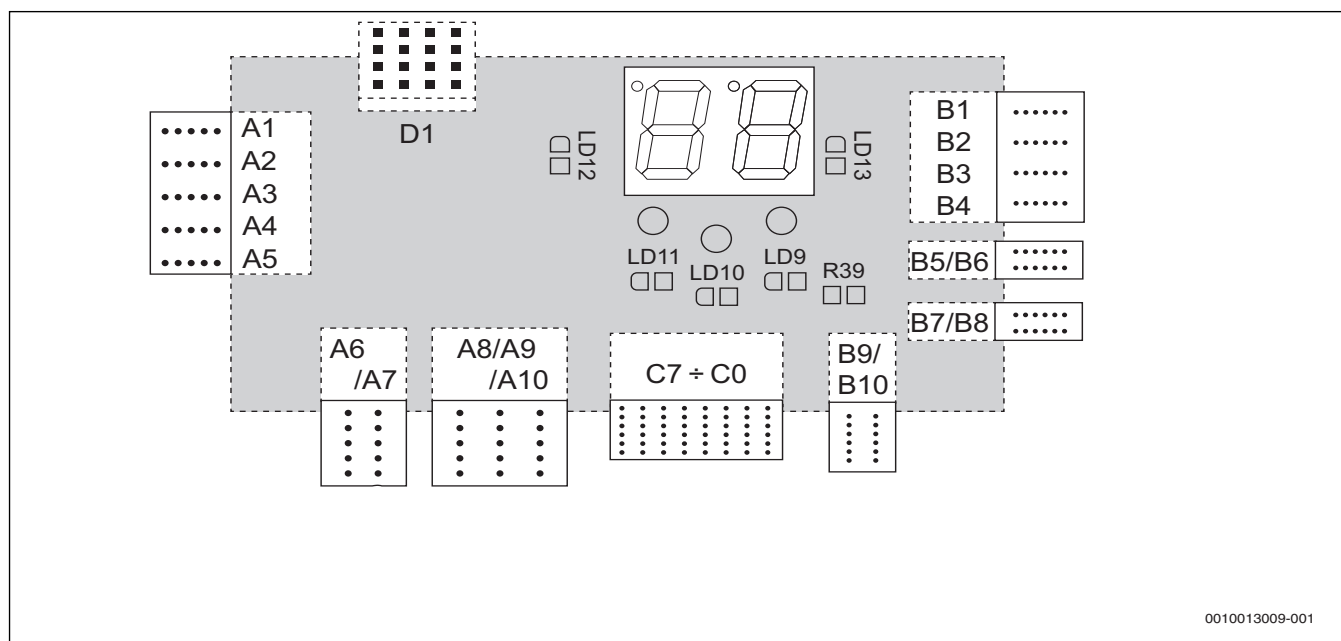 D1
A1
A2
A3
A4
A5
LD12
LD13
B1
B2
B3
B4
B5/B6
B7/B8
LD11
LD10
LD9
R39
A6
/A7
A8/A9
/A10
C7 ÷ C0
B9/
B10
0010013009-001